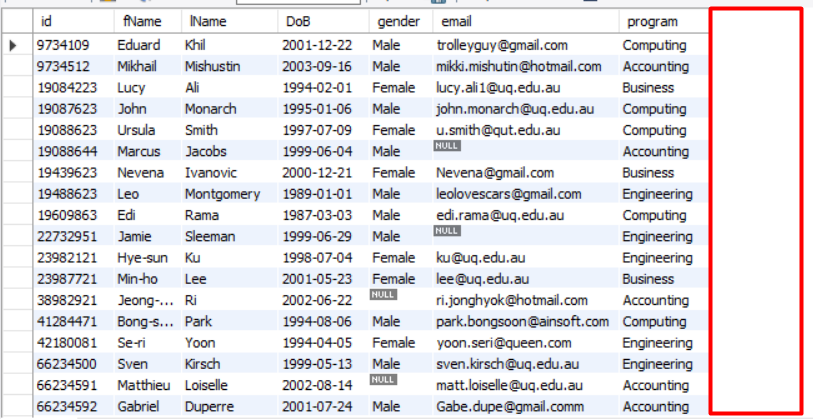 id fName lName DoB gender email program
9734109 Eduard Khil 2001-12-22 Male trolleyguy@gmail.com Computing
9734512 Mikhail Mishustin 2003-09-16 Male mikki.mishutin@hotmail.com Accounting
19084223 Lucy Ali 1994-02-01 Female lucy.ali1@uq.edu.au Business
19087623 John Monarch 1995-01-06 Male john.monarch@uq.edu.au Computing
19088623 Ursula Smith 1997-07-09 Female u.smith@qut.edu.au Computing
19088644 Marcus Jacobs 1999-06-04 Male NULL Accounting
19439623 Nevena Ivanovic 2000-12-21 Female Nevena@gmail.com Business
19488623 Leo Montgomery 1989-01-01 Male leolovescars@gmail.com Engineering
19609863 Edi Rama 1987-03-03 Male edi.rama@uq.edu.au Computing
22732951 Jamie Sleeman 1999-06-29 Male NULL Engineering
23982121 Hye-sun Ku 1998-07-04 Female ku@uq.edu.au Engineering
23987721 Min-ho Lee 2001-05-23 Female lee@uq.edu.au Business
38982921 Jeong-... Ri 2002-06-22 NULL ri.jonghyok@hotmail.com Accounting
41284471 Bong-s... Park 1994-08-06 Male park.bongsoon@ainsoft.com Computing
42180081 Se-ri Yoon 1994-04-05 Female yoon.seri@queen.com Engineering
66234500 Sven Kirsch 1999-05-13 Male sven.kirsch@uq.edu.au Engineering
66234591 Matthieu Loiselle 2002-08-14 NULL matt.loiselle@uq.edu.au Accounting
66234592 Gabriel Duperre 2001-07-24 Male Gabe.dupe@gmail.comm Accounting